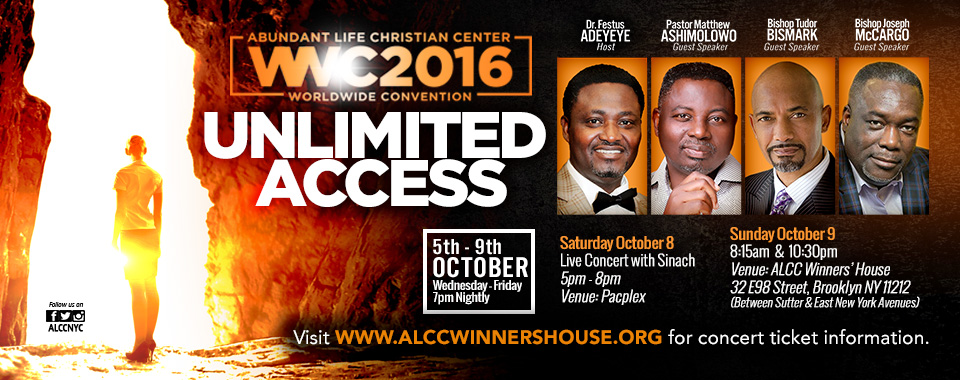 ABUNDANT LIFE CHRISTIAN CENTER
WWC2016
WORLDWIDE CONVENTION
UNLIMITED
ACCESS
5th - 9th
OCTOBER
Wednesday - Friday
7pm Nightly
Follow us on
ALCCNYC
Dr. Festus
ADEYEYE
Host
Pastor Matthew
ASHIMOLOWO
Guest Speaker
Bishop Tudor
BISMARK
Guest Speaker
Bishop Joseph
McCARGO
Guest Speaker
Saturday October 8
Live Concert with Sinach
5pm - 8pm
Venue: Pacplex
Sunday October 9
8:15am & 10:30pm
Venue: ALCC Winners' House
32 E98 Street, Brooklyn NY 11212
(Between Sutter & East New York Avenues)
Visit WWW.ALCCWINNERSHOUSE.ORG for concert ticket information.